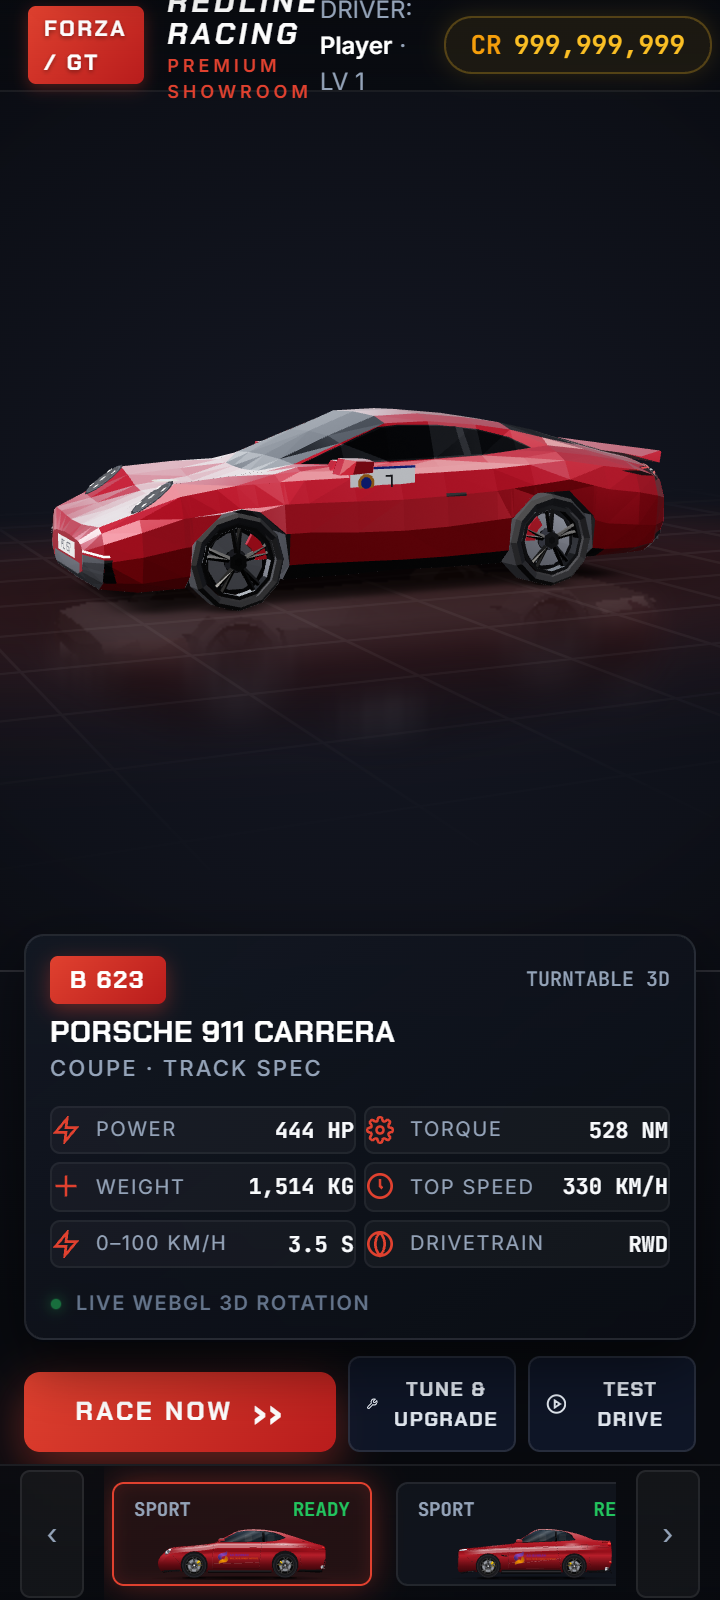 FORZA
/ GT
REDLINE
RACING
PREMIUM
SHOWROOM
DRIVER:
Player ·
LV 1
CR 999,999,999
B 623
TURNTABLE 3D
PORSCHE 911 CARRERA
COUPE · TRACK SPEC
POWER 444 HP
TORQUE 528 NM
WEIGHT 1,514 KG
TOP SPEED 330 KM/H
0–100 KM/H 3.5 S
DRIVETRAIN RWD
LIVE WEBGL 3D ROTATION
RACE NOW ››
TUNE &
UPGRADE
TEST
DRIVE
‹
SPORT READY
SPORT RE
›